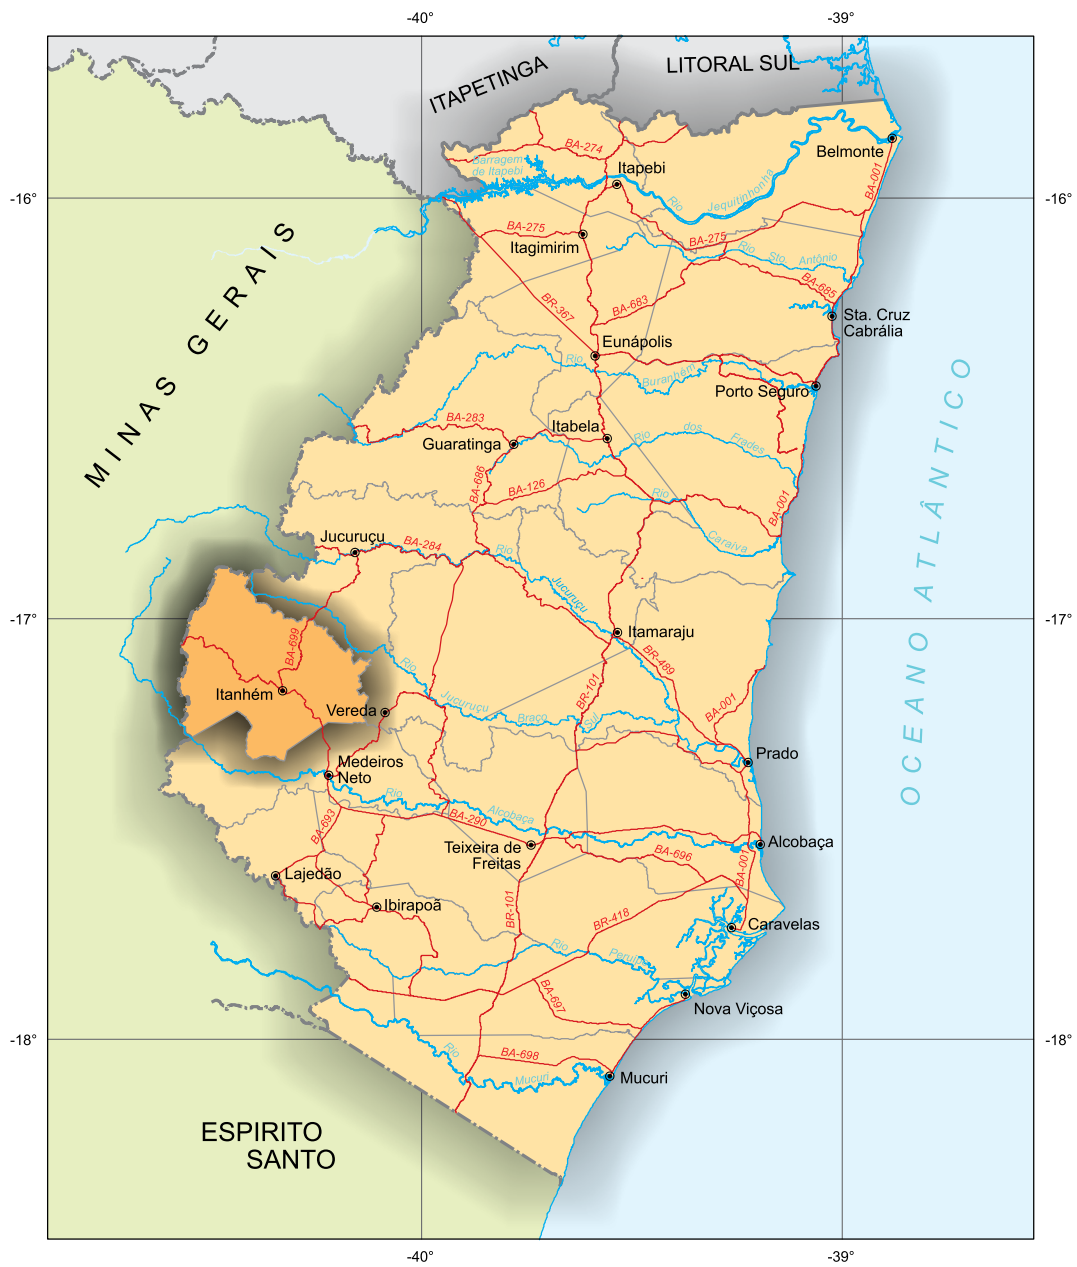 -40°
-39°
ITAPETINGA
LITORAL SUL
BA-274
Belmonte
Barragem
de Itapebi
Itapebi
BA-001
-16°
-16°
Rio
Jequitinhonha
BA-275
Itagimirim
BA-275
Rio
Sto.
Antônio
MINAS GERAIS
BA-685
BR-367
BA-683
Sta. Cruz
Cabrália
Eunápolis
Rio
Buranhém
Porto Seguro
BA-283
Guaratinga
Itabela
Rio
dos
Frades
BA-686
BA-126
Rio
BA-001
Caraíva
OCEANO ATLÂNTICO
Jucuruçu
BA-284
Rio
Jucuruçu
-17°
-17°
Itamaraju
BA-699
BR-489
Rio
Itanhém
Jucuruçu
Braço
Sul
BR-101
BA-001
Vereda
Prado
Medeiros
Neto
Rio
Alcobaça
BA-290
BA-693
Teixeira de
Freitas
Alcobaça
BA-696
BA-001
Lajedão
Ibirapoã
BR-101
BR-418
Caravelas
Rio
Peruípe
BA-697
Nova Viçosa
-18°
-18°
Rio
BA-698
Mucuri
Mucuri
ESPIRITO
SANTO
-40°
-39°